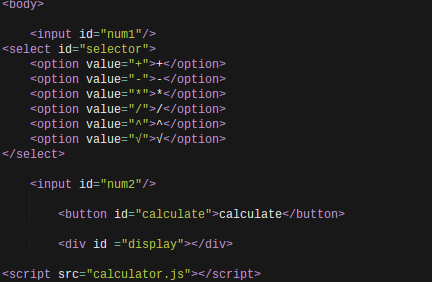 <body>
<input id="num1"/>
<select id="selector">
<option value="+">+</option>
<option value="-">-</option>
<option value="*">*</option>
<option value="/">/</option>
<option value="^">^</option>
<option value="√">√</option>
</select>
<input id="num2"/>
<button id="calculate">calculate</button>
<div id ="display"></div>
<script src="calculator.js"></script>